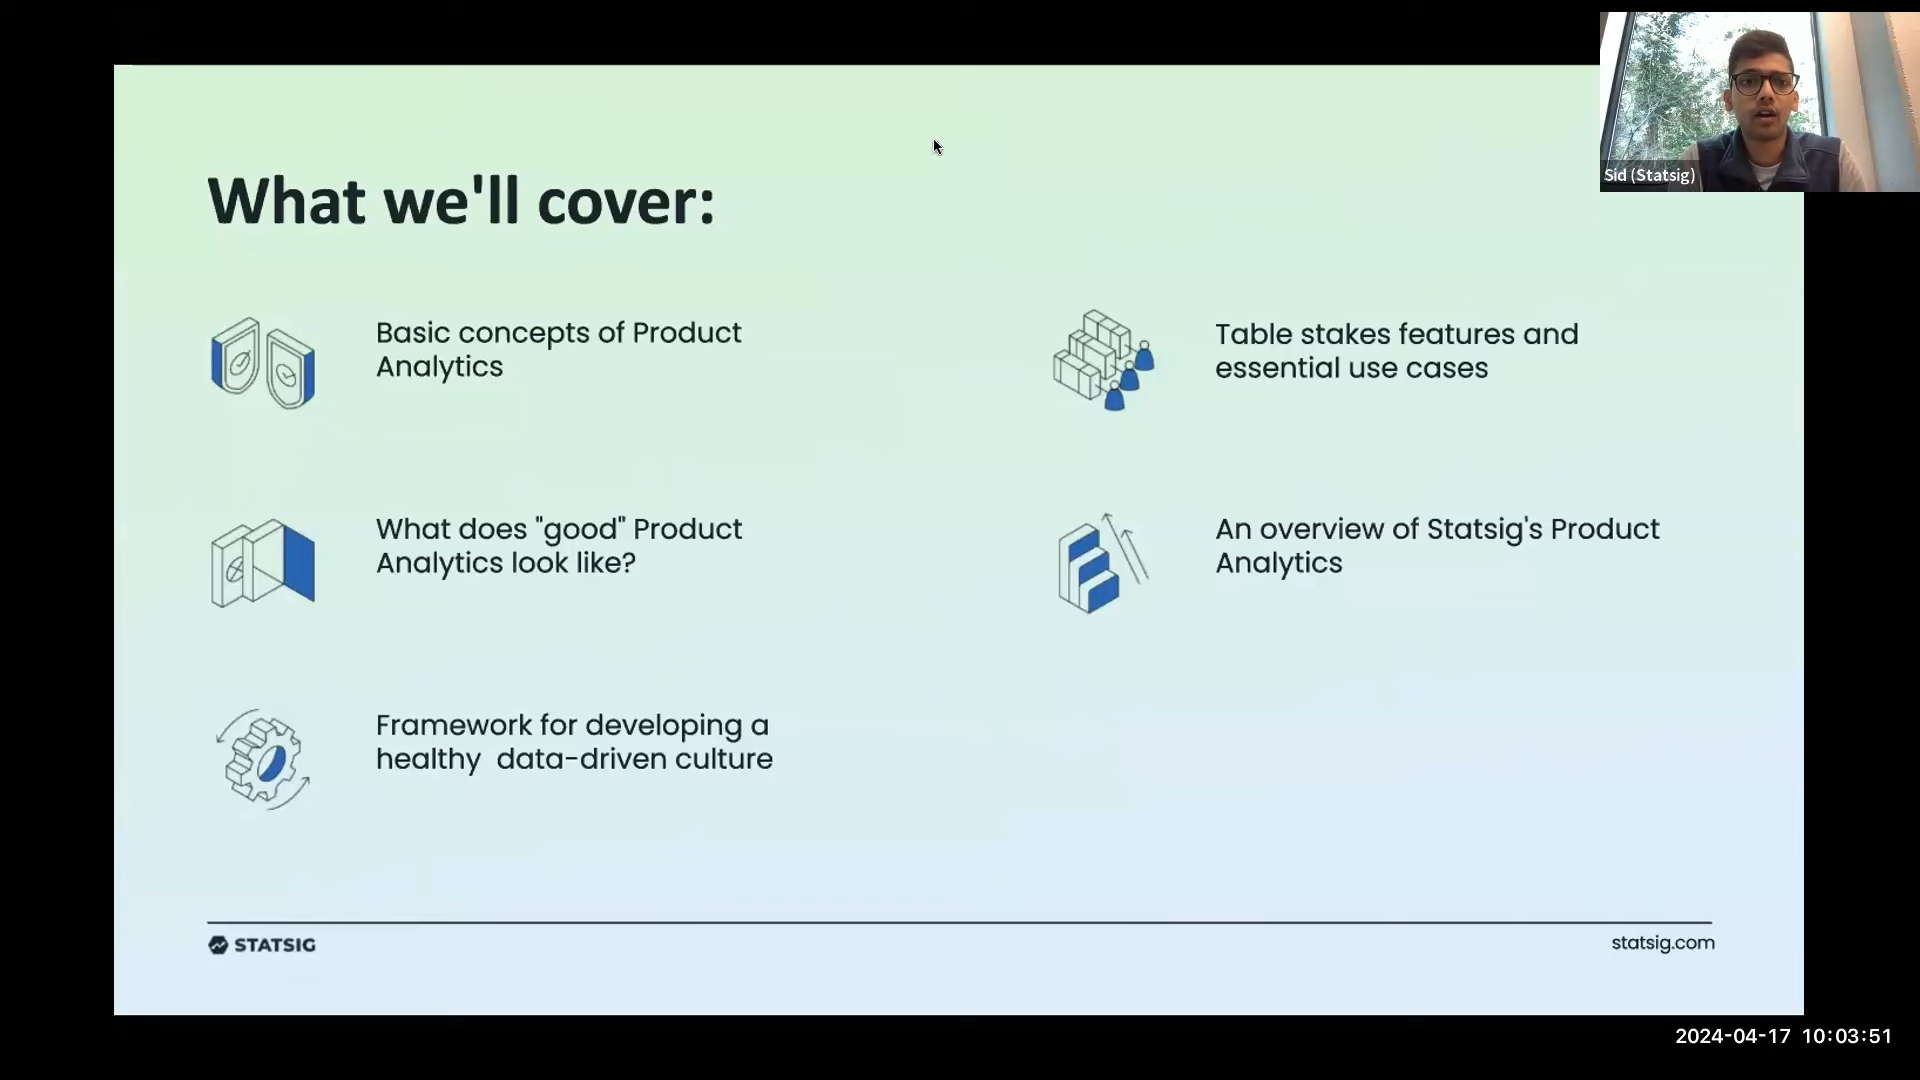 Sid (Statsig)
What we'll cover:
Basic concepts of Product
Analytics
What does "good" Product
Analytics look like?
Framework for developing a
healthy  data-driven culture
Table stakes features and
essential use cases
An overview of Statsig's Product
Analytics
STATSIG
statsig.com
2024-04-17 10:03:51